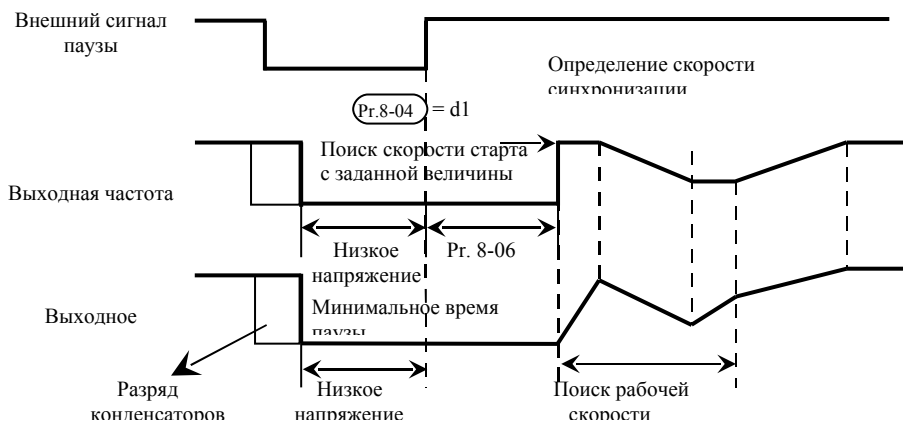 Внешний сигнал
паузы
Определение скорости
синхронизации
Pr.8-04 = d1
Поиск скорости старта
с заданной величины
Выходная частота
Низкое
напряжение
Pr. 8-06
Минимальное время
паузы
Выходное
Разряд
конденсаторов
Низкое
напряжение
Поиск рабочей
скорости